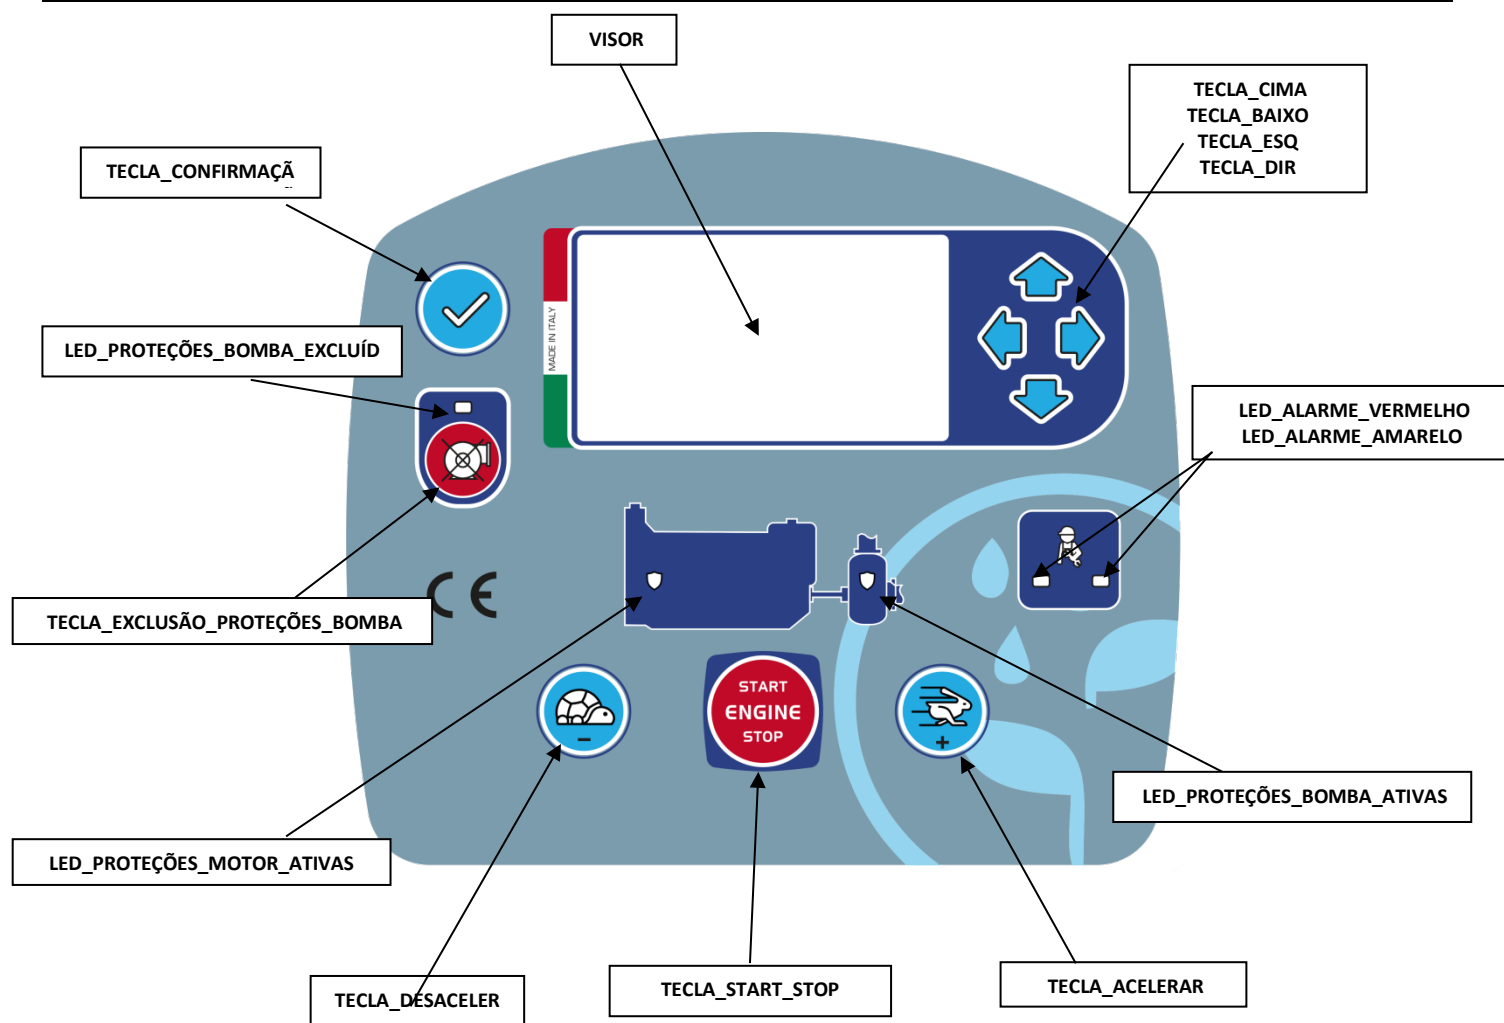 VISOR
TECLA_CIMA
TECLA_BAIXO
TECLA_ESQ
TECLA_DIR
TECLA_CONFIRMAÇÃ
MADE IN ITALY
LED_PROTEÇÕES_BOMBA_EXCLUÍD
LED_ALARME_VERMELHO
LED_ALARME_AMARELO
CE
TECLA_EXCLUSÃO_PROTEÇÕES_BOMBA
START
ENGINE
STOP
-
+
LED_PROTEÇÕES_BOMBA_ATIVAS
LED_PROTEÇÕES_MOTOR_ATIVAS
TECLA_DESACELER
TECLA_START_STOP
TECLA_ACELERAR